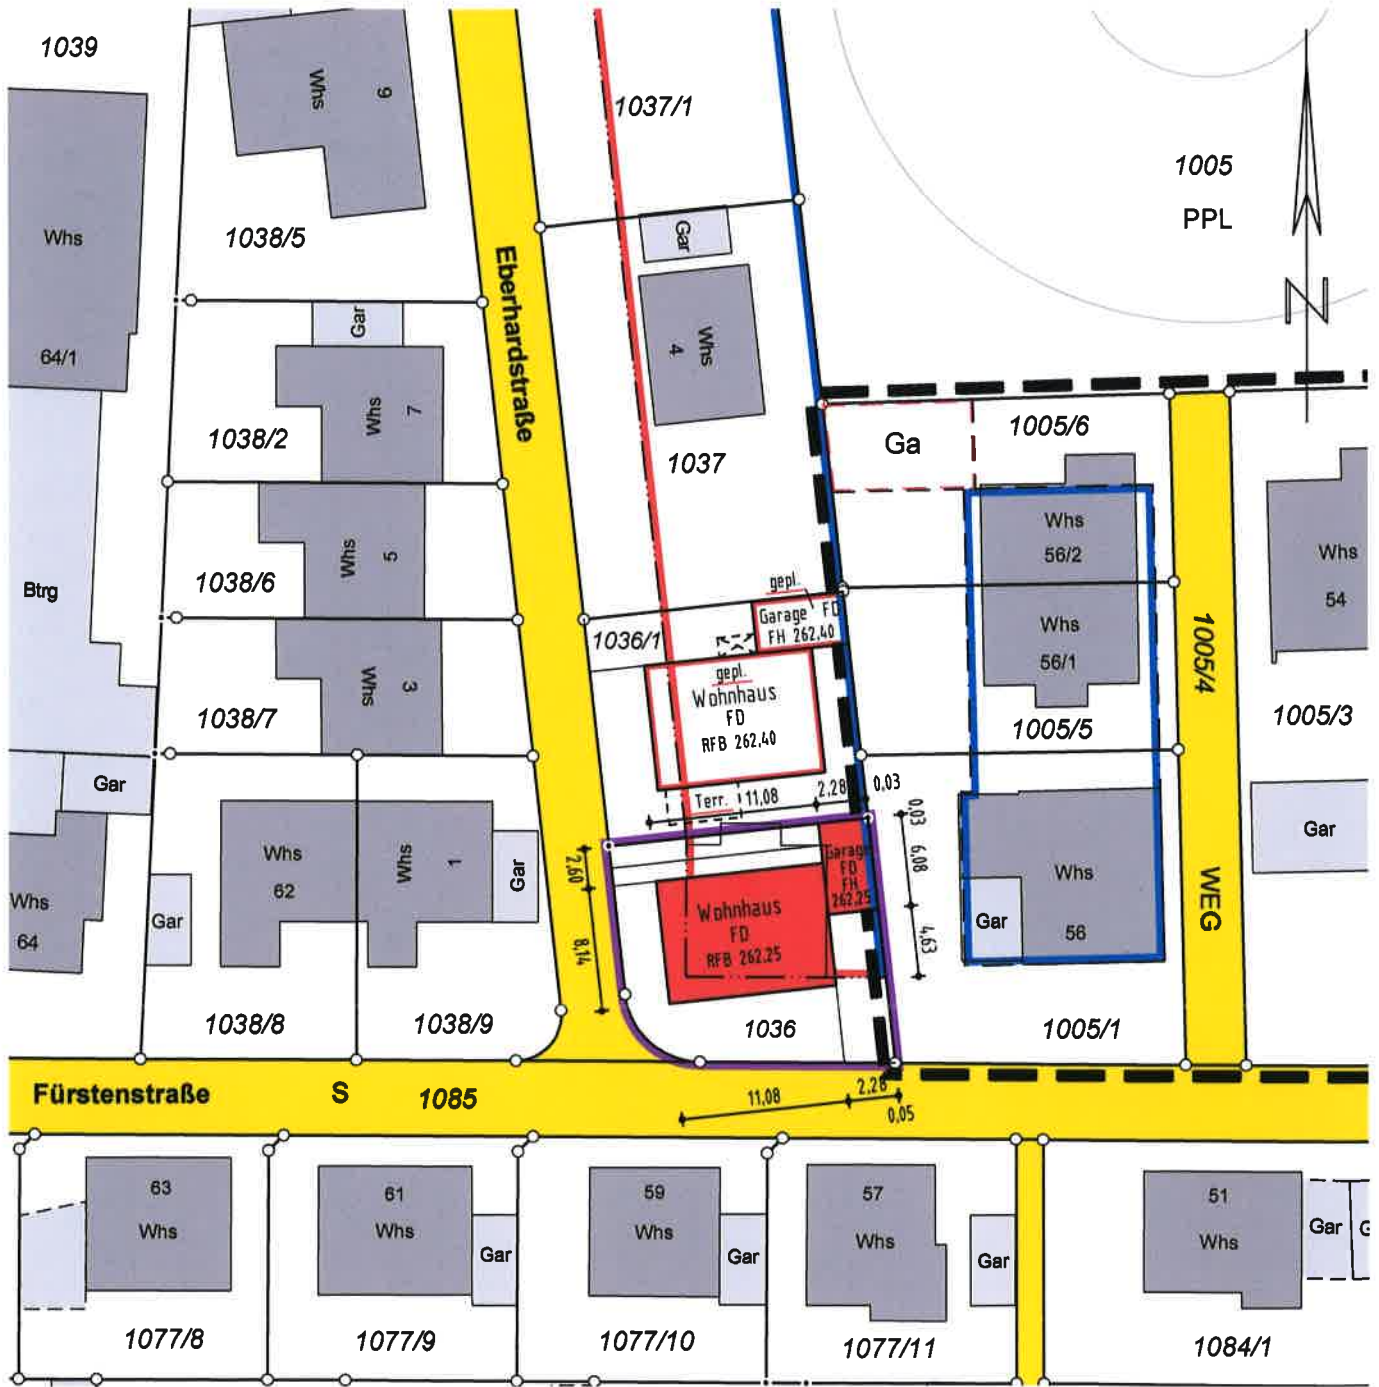 1039
Whs
6
1037/1
1005
PPL
N
1038/5
Whs
64/1
Eberhardstraße
Gar
Whs
4
Gar
Whs
7
1038/2
1037
Ga
1005/6
Whs
56/2
Whs
54
Btrg
1038/6
Whs
5
gepl.
Garage FD
FH 262.40
1036/1
gepl.
Wohnhaus
FD
RFB 262.40
Whs
56/1
1005/4
1038/7
Whs
3
1005/5
1005/3
Gar
Terr.
11,08
2,28
0,03
0,03
6,08
4,63
Gar
Whs
62
Whs
1
Gar
2,60
8,14
Garage
FD
FH
262.25
Wohnhaus
FD
RFB 262.25
Whs
56
Gar
WEG
Whs
64
Gar
1038/8
1038/9
1036
1005/1
Fürstenstraße
S
1085
11,08
2,28
0,05
63
Whs
61
Whs
Gar
59
Whs
Gar
57
Whs
Gar
51
Whs
Gar
G
1077/8
1077/9
1077/10
1077/11
1084/1